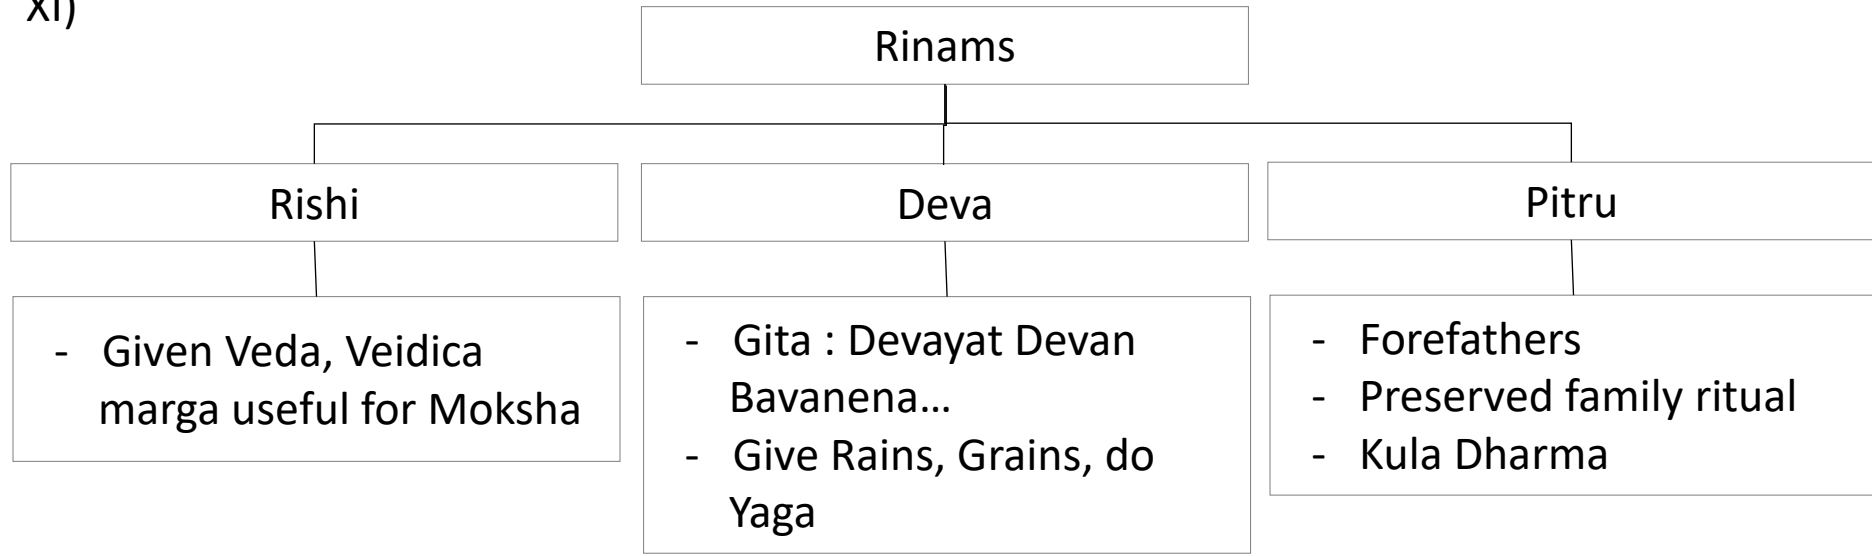 XI)
Rinams
Rishi
Deva
Pitru
- Given Veda, Veidica
marga useful for Moksha
- Gita : Devayat Devan
Bavanena...
- Give Rains, Grains, do
Yaga
- Forefathers
- Preserved family ritual
- Kula Dharma